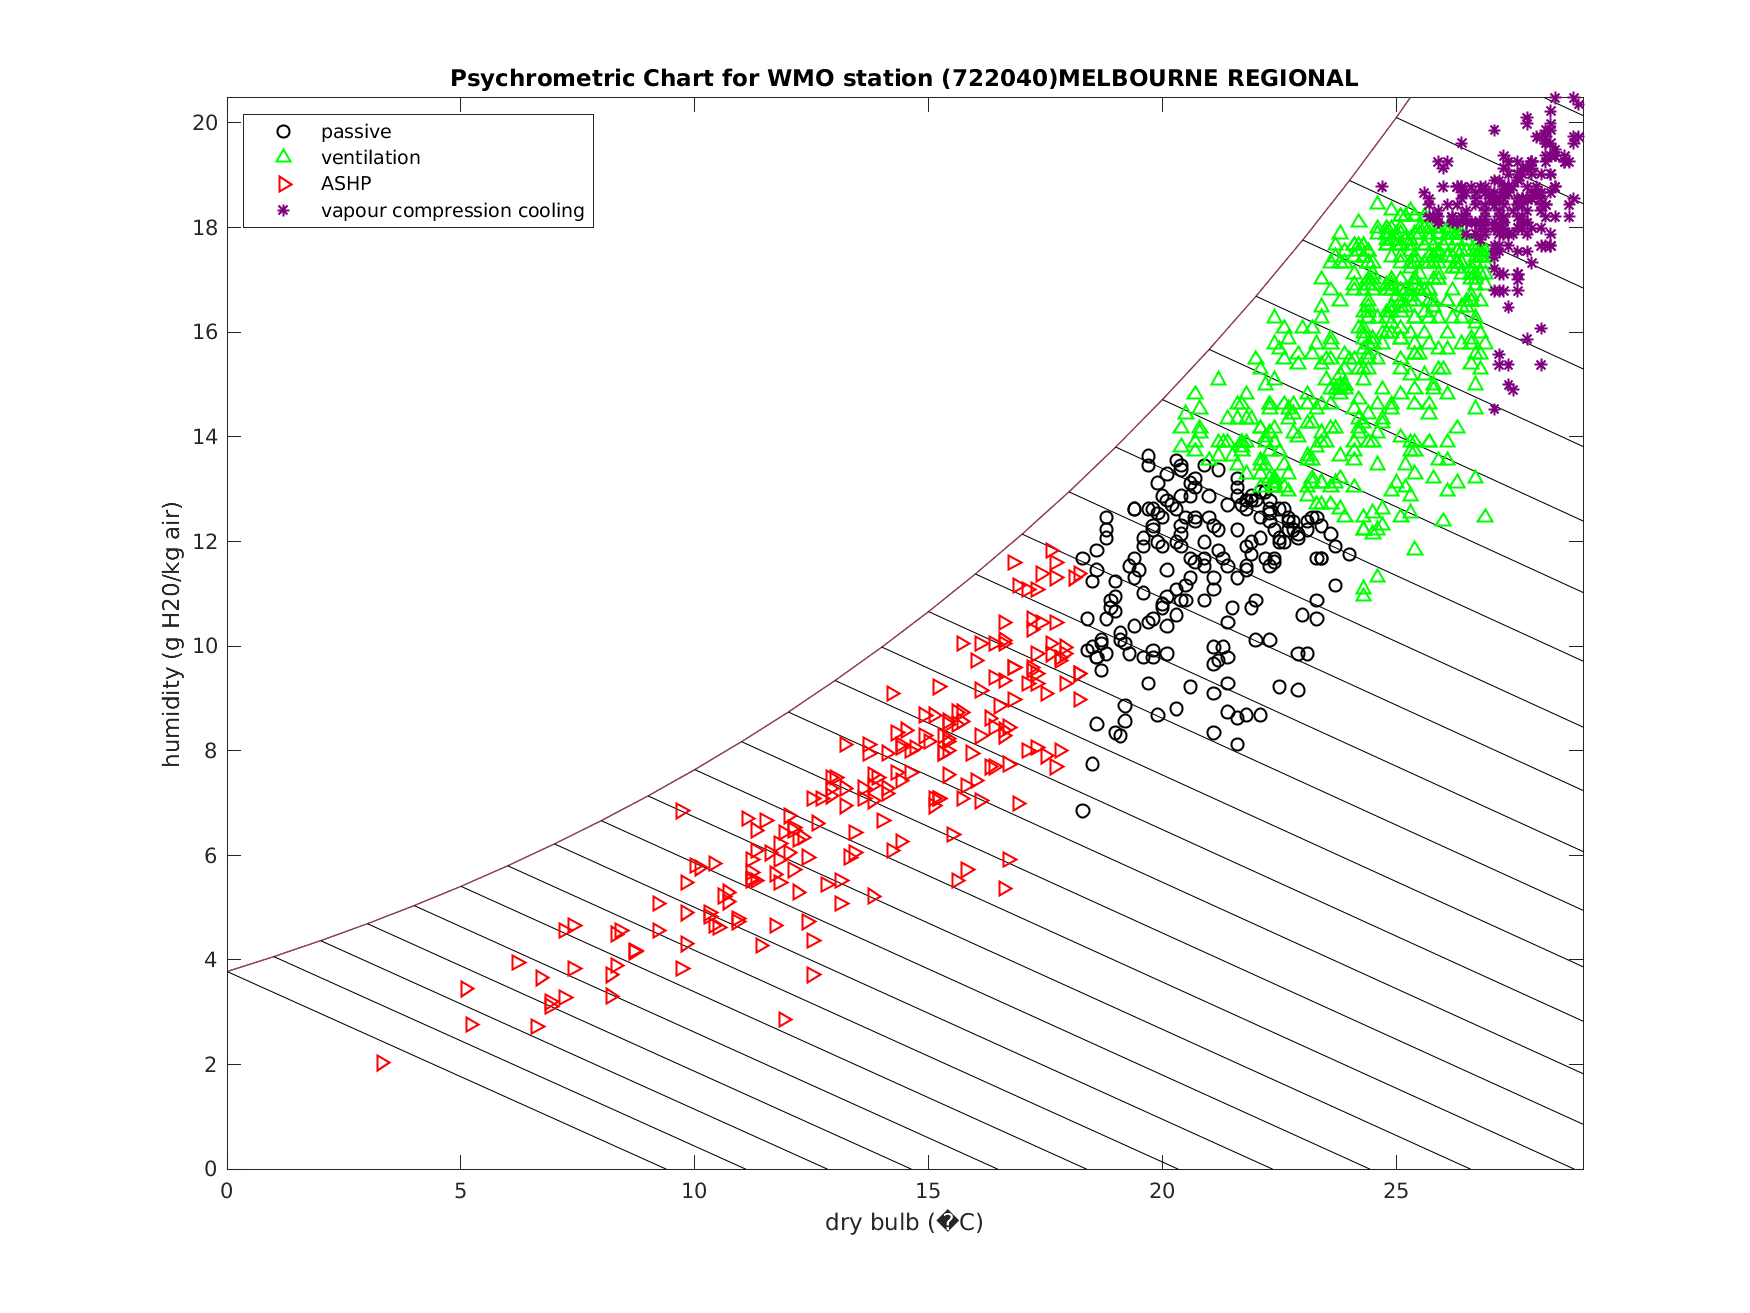 Psychrometric Chart for WMO station (722040)MELBOURNE REGIONAL
passive
ventilation
ASHP
vapour compression cooling
20
18
16
14
12
10
8
6
4
2
0
humidity (g H20/kg air)
0 5 10 15 20 25
dry bulb (�C)